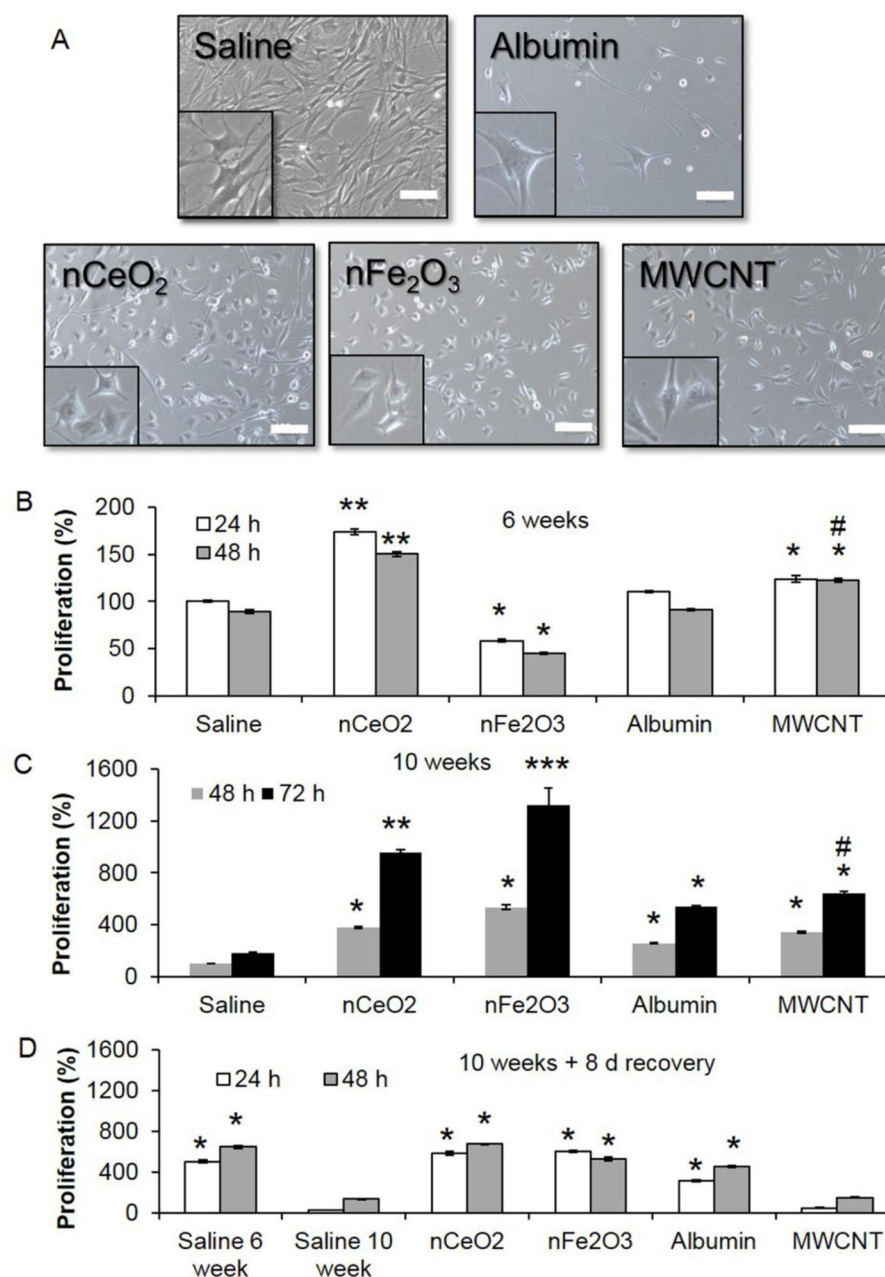 A
Saline
Albumin
nCeO₂
nFe₂O₃
MWCNT
B
Proliferation (%)
200
150
100
50
0
24 h
48 h
6 weeks
**
**
*
*
*
#
*
Saline
nCeO2
nFe2O3
Albumin
MWCNT
C
Proliferation (%)
1600
1200
800
400
0
10 weeks
48 h 72 h
*
**
*
***
*
*
*
#
*
Saline
nCeO2
nFe2O3
Albumin
MWCNT
D
Proliferation (%)
1600
1200
800
400
0
10 weeks + 8 d recovery
24 h 48 h
*
*
*
*
*
*
*
*
Saline 6 week
Saline 10 week
nCeO2
nFe2O3
Albumin
MWCNT